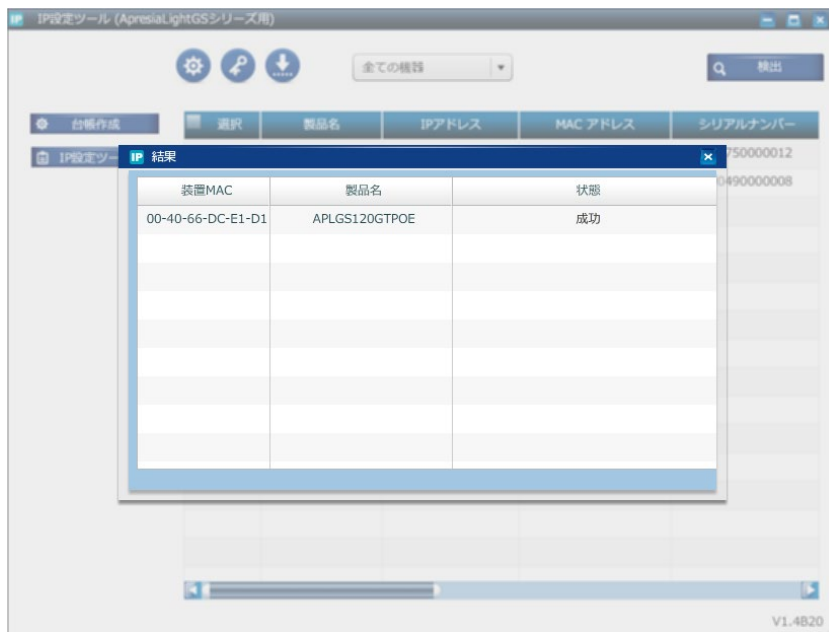 IP IP設定ツール (ApresiaLightGSシリーズ用)
全ての機器
検出
台帳作成
選択 製品名 IPアドレス MAC アドレス シリアルナンバー
IP設定ツー
IP 結果
750000012
0490000008
装置MAC 製品名 状態
00-40-66-DC-E1-D1 APLGS120GTPOE 成功
V1.4B20